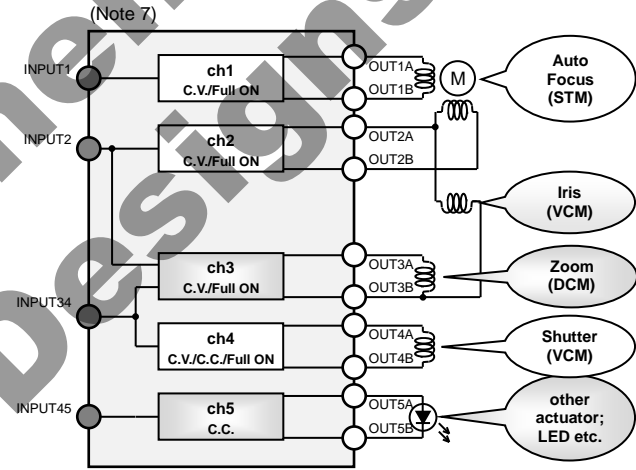 (Note 7)
INPUT1
ch1
C.V./Full ON
OUT1A
OUT1B
M
Auto
Focus
(STM)
INPUT2
ch2
C.V./Full ON
OUT2A
OUT2B
Iris
(VCM)
ch3
C.V./Full ON
OUT3A
OUT3B
Zoom
(DCM)
INPUT34
ch4
C.V./C.C./Full ON
OUT4A
OUT4B
Shutter
(VCM)
INPUT45
ch5
C.C.
OUT5A
OUT5B
other
actuator;
LED etc.
Designs